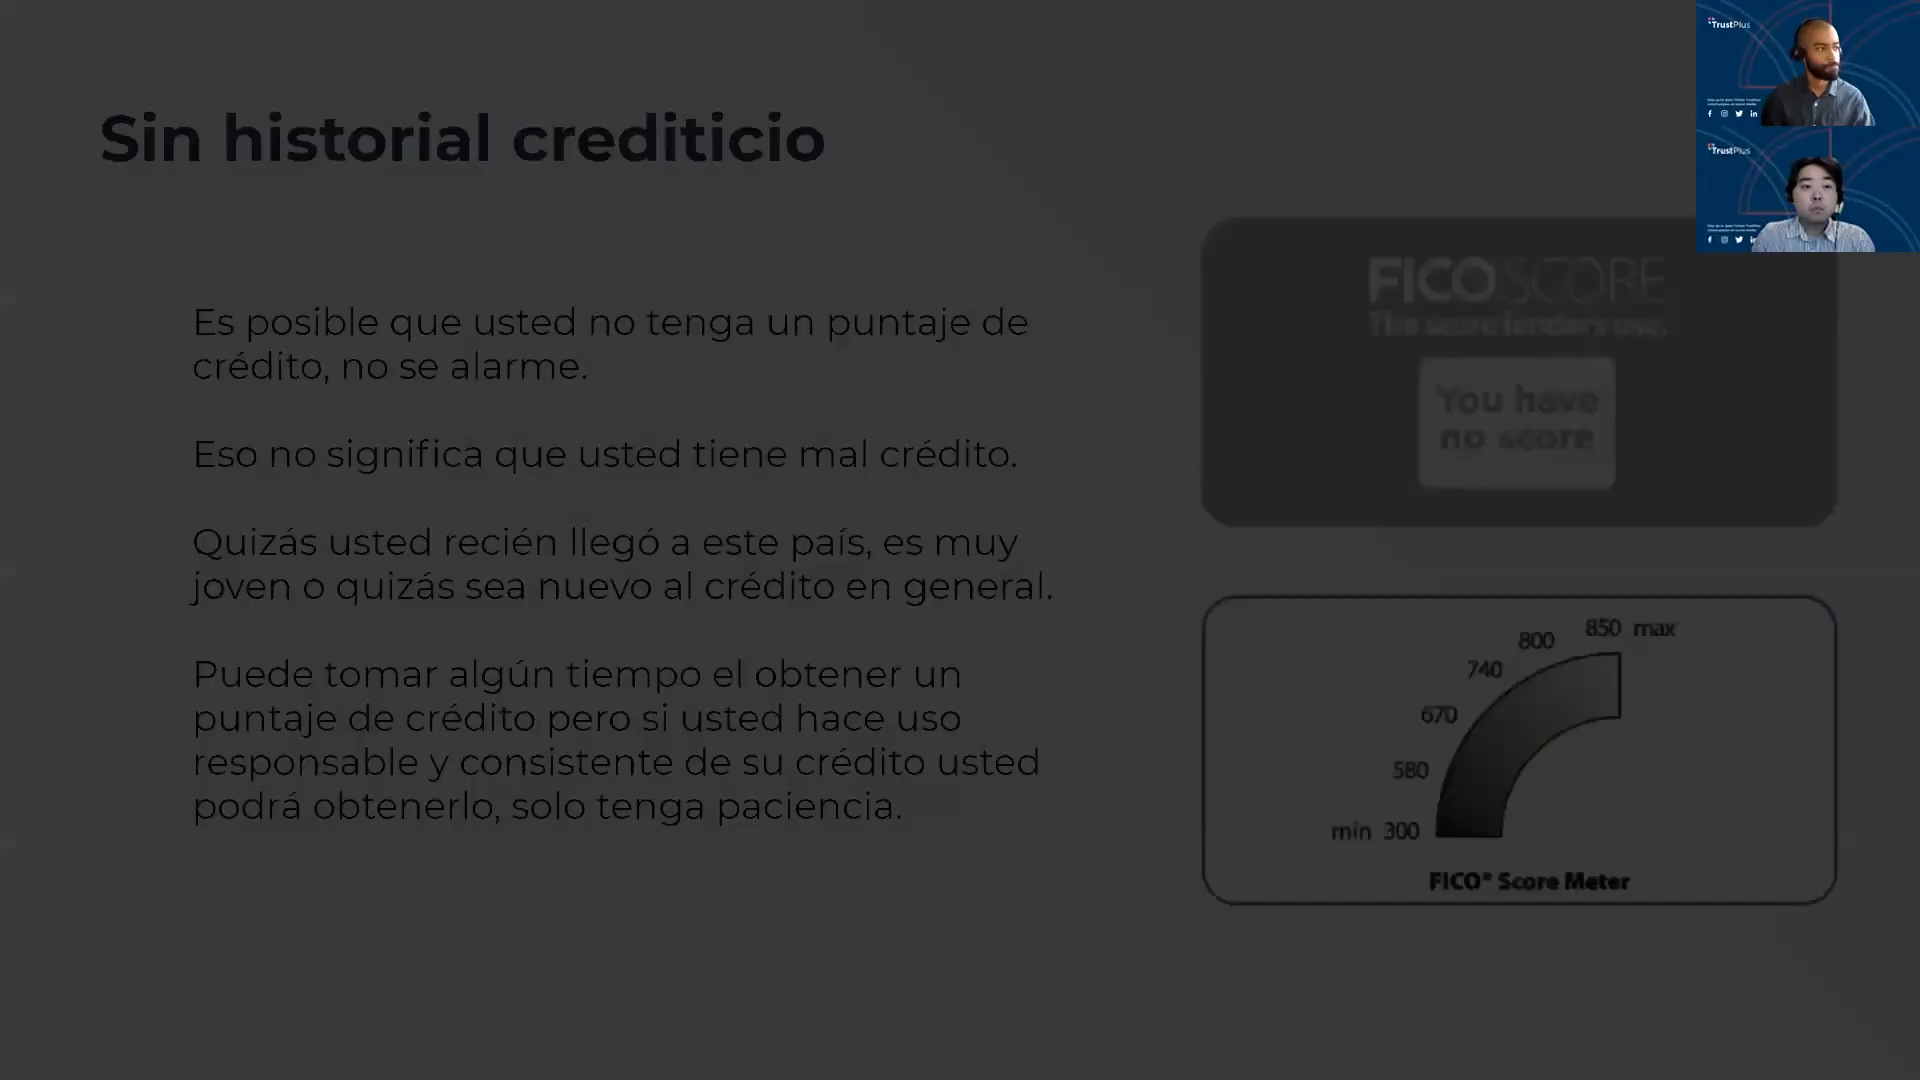 Sin historial crediticio
Es posible que usted no tenga un puntaje de
crédito, no se alarme.
Eso no significa que usted tiene mal crédito.
Quizás usted recién llegó a este país, es muy
joven o quizás sea nuevo al crédito en general.
Puede tomar algún tiempo el obtener un
puntaje de crédito pero si usted hace uso
responsable y consistente de su crédito usted
podrá obtenerlo, solo tenga paciencia.
TrustPlus
TrustPlus
FICO SCORE
The score lenders use.
You have
no score
850 max
800
740
670
580
min 300
FICO® Score Meter